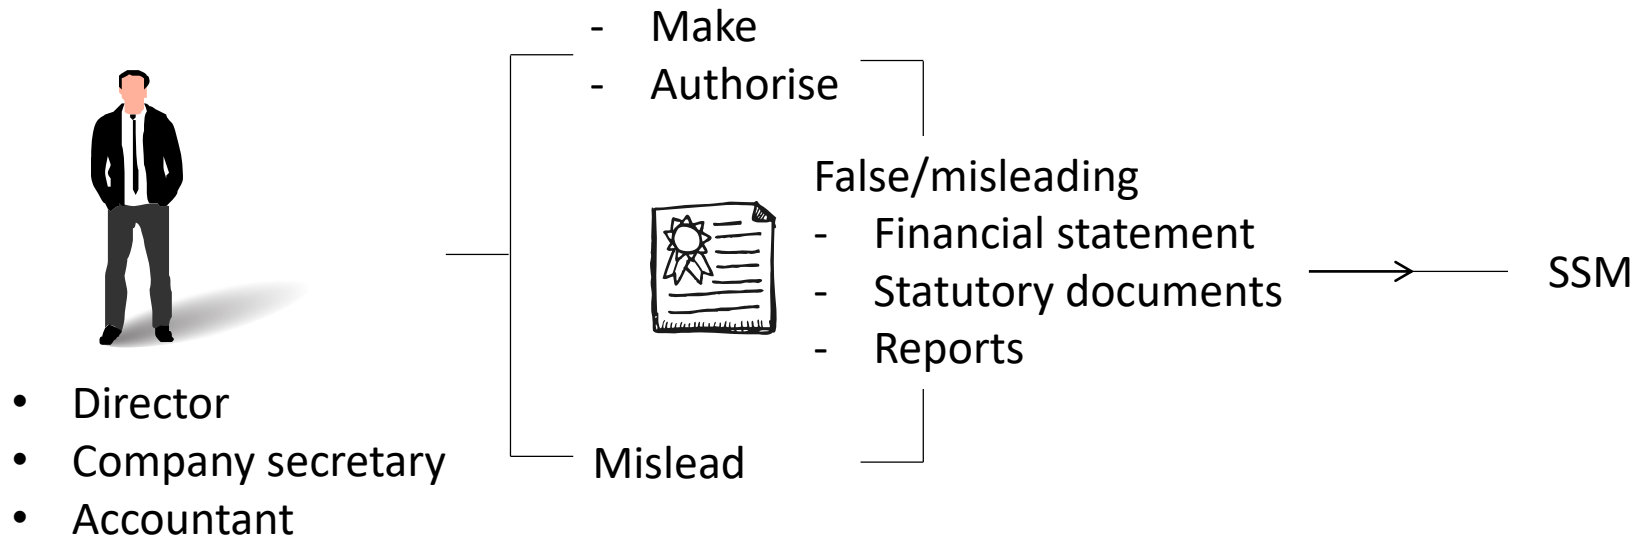 - Make
- Authorise
False/misleading
- Financial statement
- Statutory documents
- Reports
SSM
• Director
• Company secretary
• Accountant
Mislead